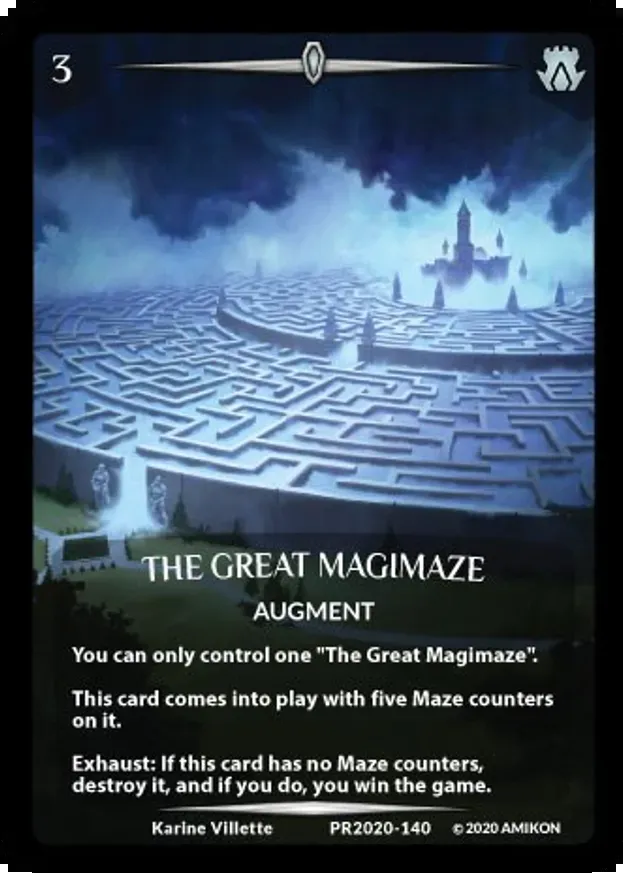 3
THE GREAT MAGIMAZE
AUGMENT
You can only control one "The Great Magimaze".
This card comes into play with five Maze counters
on it.
Exhaust: If this card has no Maze counters,
destroy it, and if you do, you win the game.
Karine Villette PR2020-140 © 2020 AMIKON